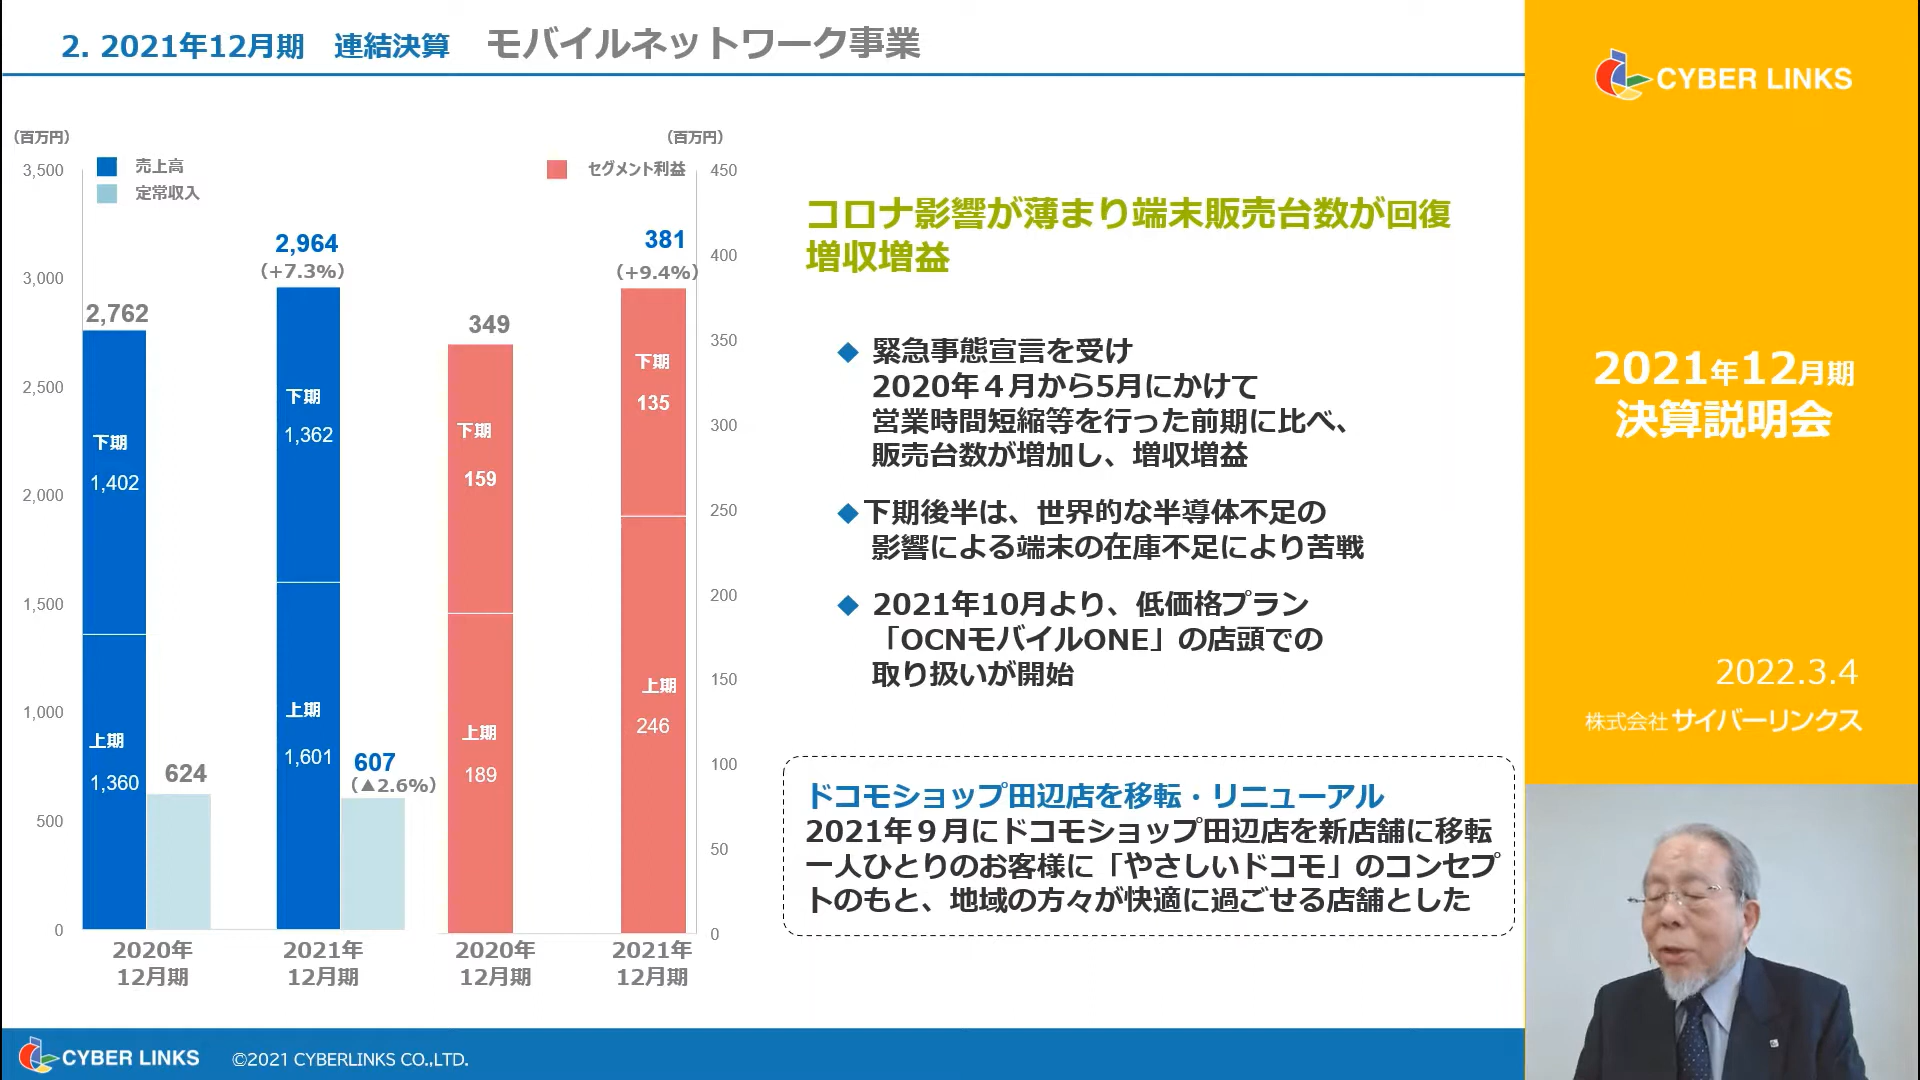 2. 2021年12月期　連結決算　モバイルネットワーク事業
（百万円）
3,500
3,000
2,500
2,000
1,500
1,000
500
0
売上高
定常収入
2,762
下期
1,402
上期
1,360
624
2020年
12月期
2,964
（+7.3%）
下期
1,362
上期
1,601
607
（▲2.6%）
2021年
12月期
（百万円）
セグメント利益
450
400
350
300
250
200
150
100
50
0
349
下期
159
上期
189
2020年
12月期
381
（+9.4%）
下期
135
上期
246
2021年
12月期
コロナ影響が薄まり端末販売台数が回復
増収増益
◆ 緊急事態宣言を受け
2020年４月から5月にかけて
営業時間短縮等を行った前期に比べ、
販売台数が増加し、増収増益
◆下期後半は、世界的な半導体不足の
影響による端末の在庫不足により苦戦
◆ 2021年10月より、低価格プラン
「OCNモバイルONE」の店頭での
取り扱いが開始
ドコモショップ田辺店を移転・リニューアル
2021年９月にドコモショップ田辺店を新店舗に移転
一人ひとりのお客様に「やさしいドコモ」のコンセプ
トのもと、地域の方々が快適に過ごせる店舗とした
CYBER LINKS
©2021 CYBERLINKS CO.,LTD.
CYBER LINKS
2021年12月期
決算説明会
2022.3.4
株式会社 サイバーリンクス